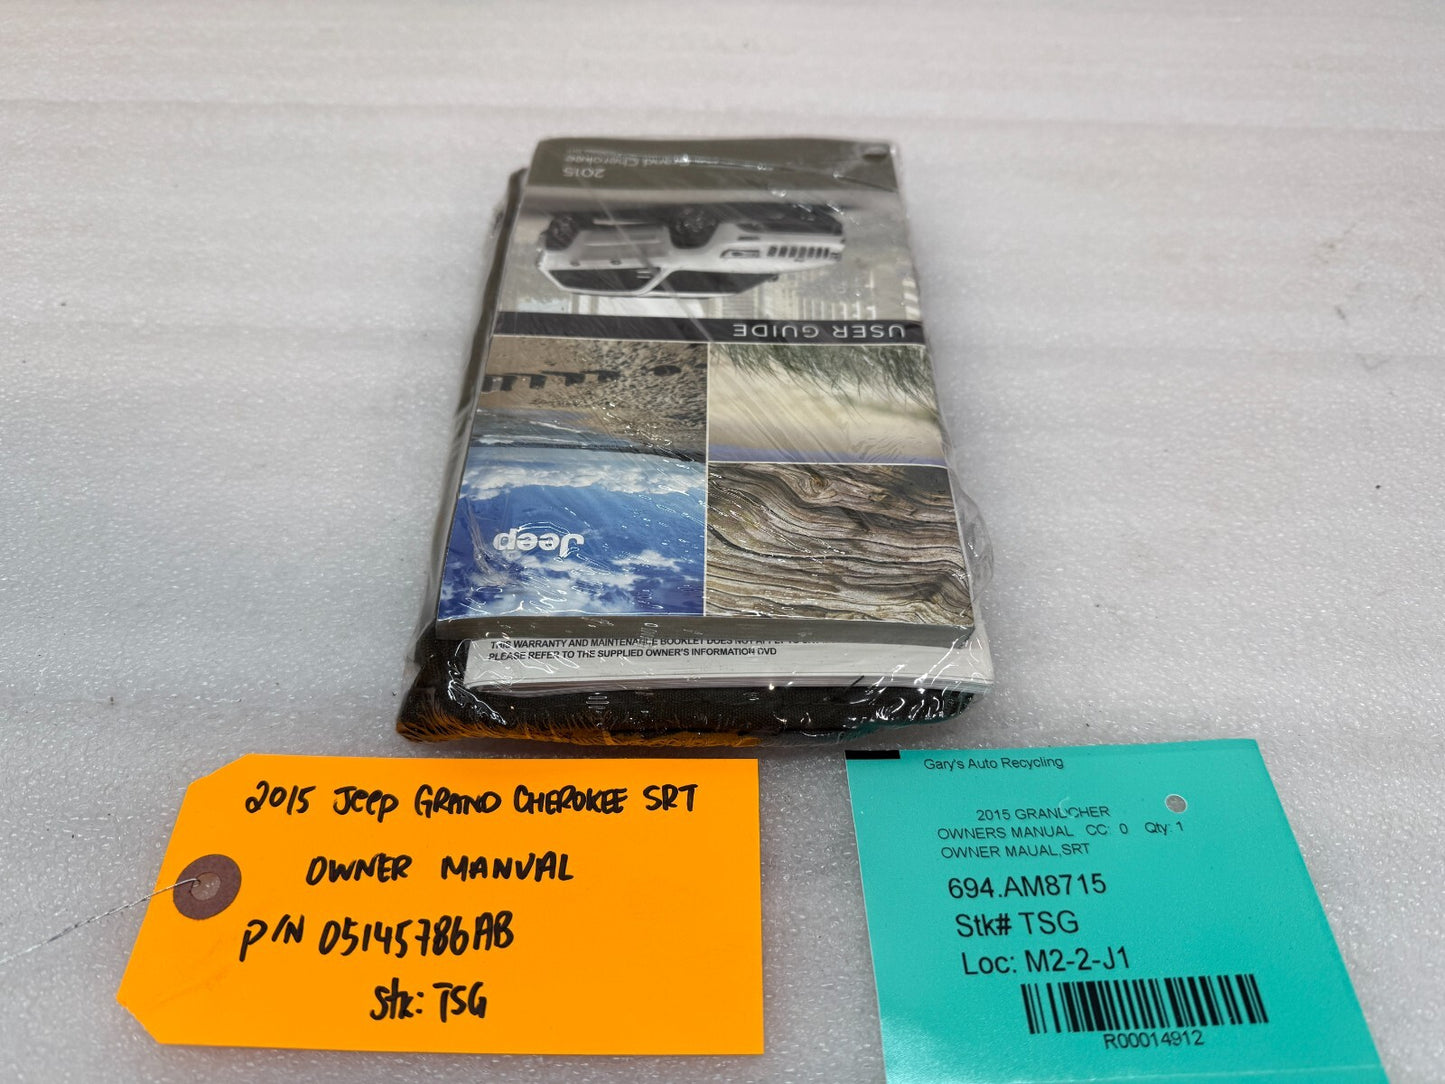 2015
Grand Cherokee
USER GUIDE
Jeep
THIS WARRANTY AND MAINTENANCE BOOKLET DOES NOT APPLY TO
PLEASE REFER TO THE SUPPLIED OWNER'S INFORMATION DVD
2015 Jeep GRAND CHEROKEE SRT
OWNER MANUAL
P/N 05145786AB
Stk: TSG
Gary's Auto Recycling
2015 GRANDCHER
OWNERS MANUAL CC: 0 Qty: 1
OWNER MAUAL,SRT
694.AM8715
Stk# TSG
Loc: M2-2-J1
R00014912